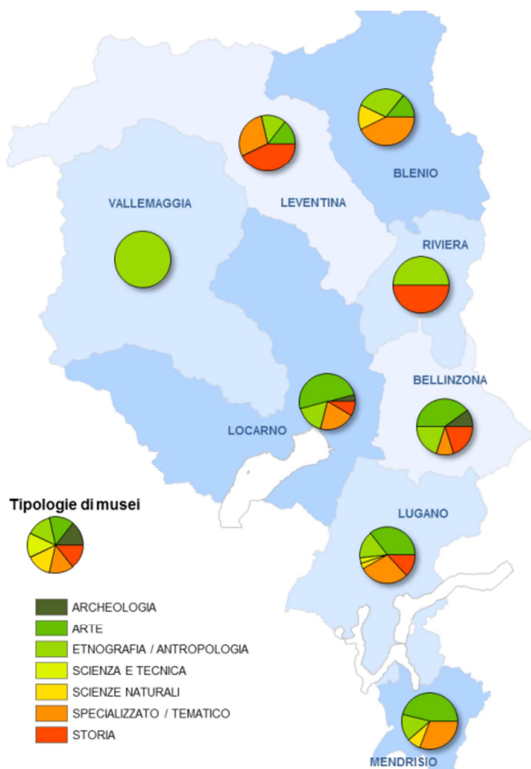 BLENIO
VALLEMAGGIA
LEVENTINA
RIVIERA
BELLINZONA
LOCARNO
LUGANO
MENDRISIO
Tipologie di musei
ARCHEOLOGIA
ARTE
ETNOGRAFIA / ANTROPOLOGIA
SCIENZA E TECNICA
SCIENZE NATURALI
SPECIALIZZATO / TEMATICO
STORIA